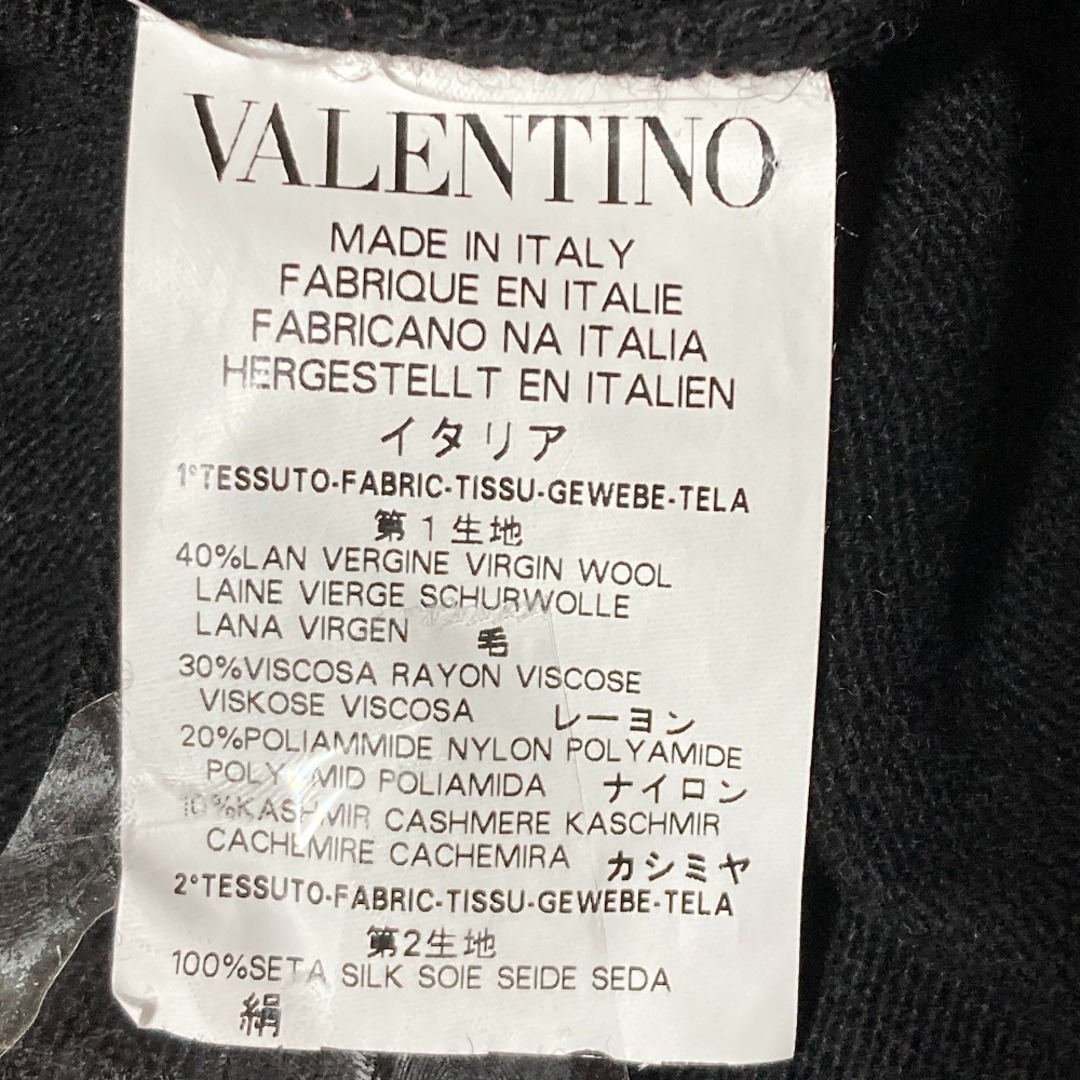 VALENTINO
MADE IN ITALY
FABRIQUE EN ITALIE
FABRICANO NA ITALIA
HERGESTELLT EN ITALIEN
イタリア
1°TESSUTO-FABRIC-TISSU-GEWEBE-TELA
第1生地
40%LAN VERGINE VIRGIN WOOL
LAINE VIERGE SCHURWOLLE
LANA VIRGEN 毛
30%VISCOSA RAYON VISCOSE
VISKOSE VISCOSA レーヨン
20%POLIAMMIDE NYLON POLYAMIDE
POLYAMID POLIAMIDA ナイロン
10%KASHMIR CASHMERE KASCHMIR
CACHEMIRE CACHEMIRA カシミヤ
2°TESSUTO-FABRIC-TISSU-GEWEBE-TELA
第2生地
100%SETA SILK SOIE SEIDE SEDA
絹